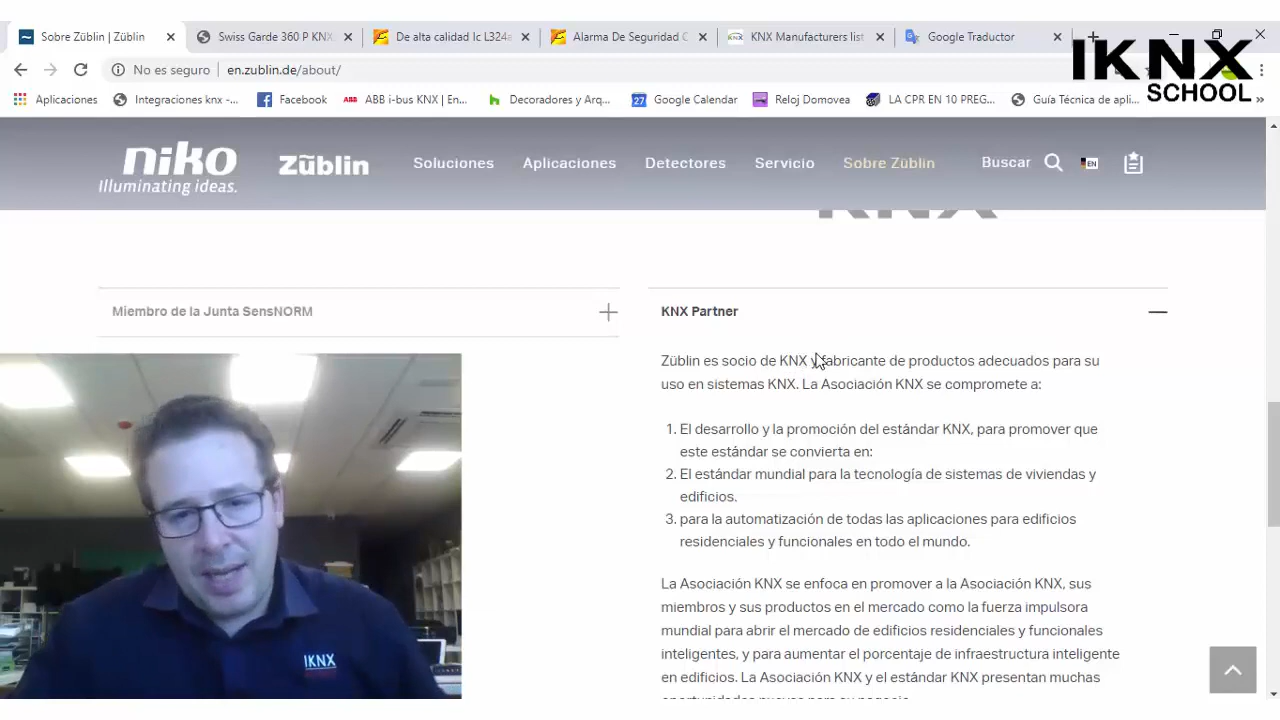 Sobre Züblin | Züblin
Swiss Garde 360 P KNX
De alta calidad Ic L324a
Alarma De Seguridad C
KNX Manufacturers list
Google Traductor
IKNX
SCHOOL
No es seguro | en.zublin.de/about/
Aplicaciones
Integraciones knx -...
Facebook
ABB i-bus KNX | En...
Decoradores y Arq...
Google Calendar
Reloj Domovea
LA CPR EN 10 PREG...
Guía Técnica de apli...
niko
Illuminating ideas.
Züblin
Soluciones
Aplicaciones
Detectores
Servicio
Sobre Züblin
Buscar
EN
KNX
Miembro de la Junta SensNORM
KNX Partner
Züblin es socio de KNX y fabricante de productos adecuados para su
uso en sistemas KNX. La Asociación KNX se compromete a:
1. El desarrollo y la promoción del estándar KNX, para promover que
este estándar se convierta en:
2. El estándar mundial para la tecnología de sistemas de viviendas y
edificios.
3. para la automatización de todas las aplicaciones para edificios
residenciales y funcionales en todo el mundo.
La Asociación KNX se enfoca en promover a la Asociación KNX, sus
miembros y sus productos en el mercado como la fuerza impulsora
mundial para abrir el mercado de edificios residenciales y funcionales
inteligentes, y para aumentar el porcentaje de infraestructura inteligente
en edificios. La Asociación KNX y el estándar KNX presentan muchas
IKNX